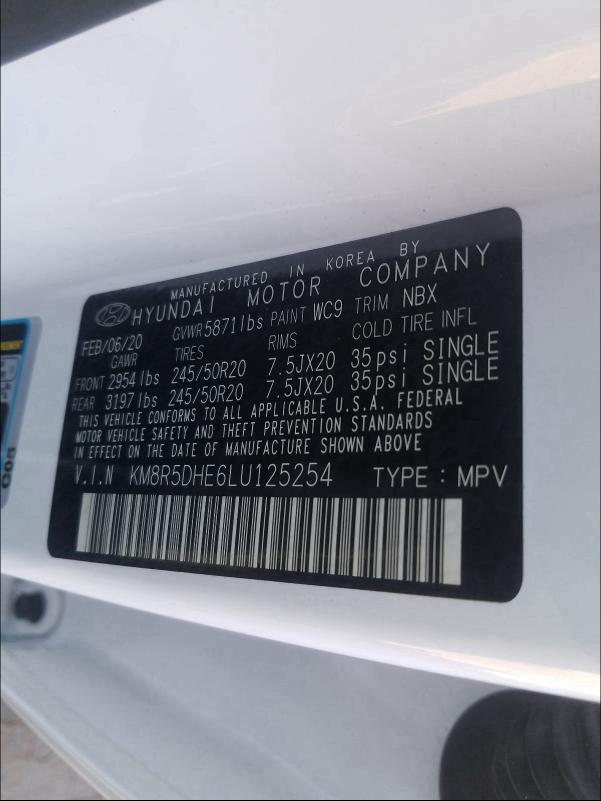 MANUFACTURED IN KOREA BY
HYUNDAI MOTOR COMPANY
FEB/06/20 GVWR 5871lbs PAINT WC9 TRIM NBX
GAWR TIRES RIMS COLD TIRE INFL
FRONT 2954 lbs 245/50R20 7.5JX20 35psi SINGLE
REAR 3197 lbs 245/50R20 7.5JX20 35psi SINGLE
THIS VEHICLE CONFORMS TO ALL APPLICABLE U.S.A. FEDERAL
MOTOR VEHICLE SAFETY AND THEFT PREVENTION STANDARDS
IN EFFECT ON THE DATE OF MANUFACTURE SHOWN ABOVE
V.I.N KM8R5DHE6LU125254 TYPE : MPV